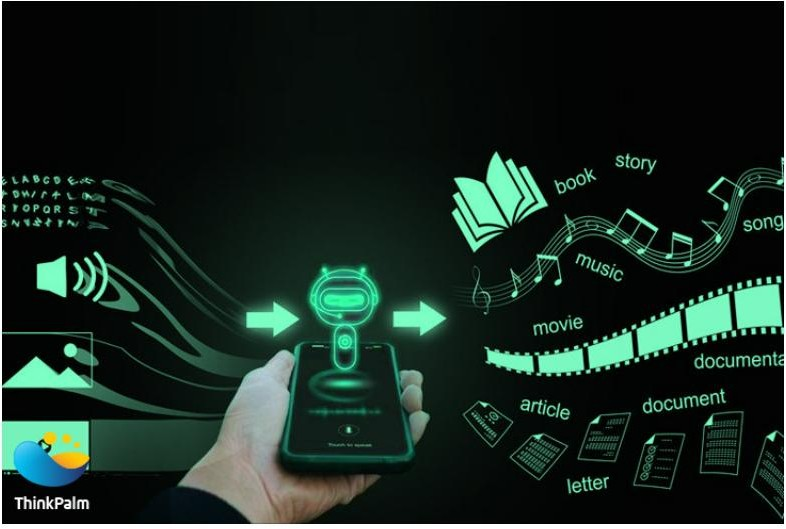 story
book
song
music
movie
documenta
article
document
letter
Touch to speak
ThinkPalm